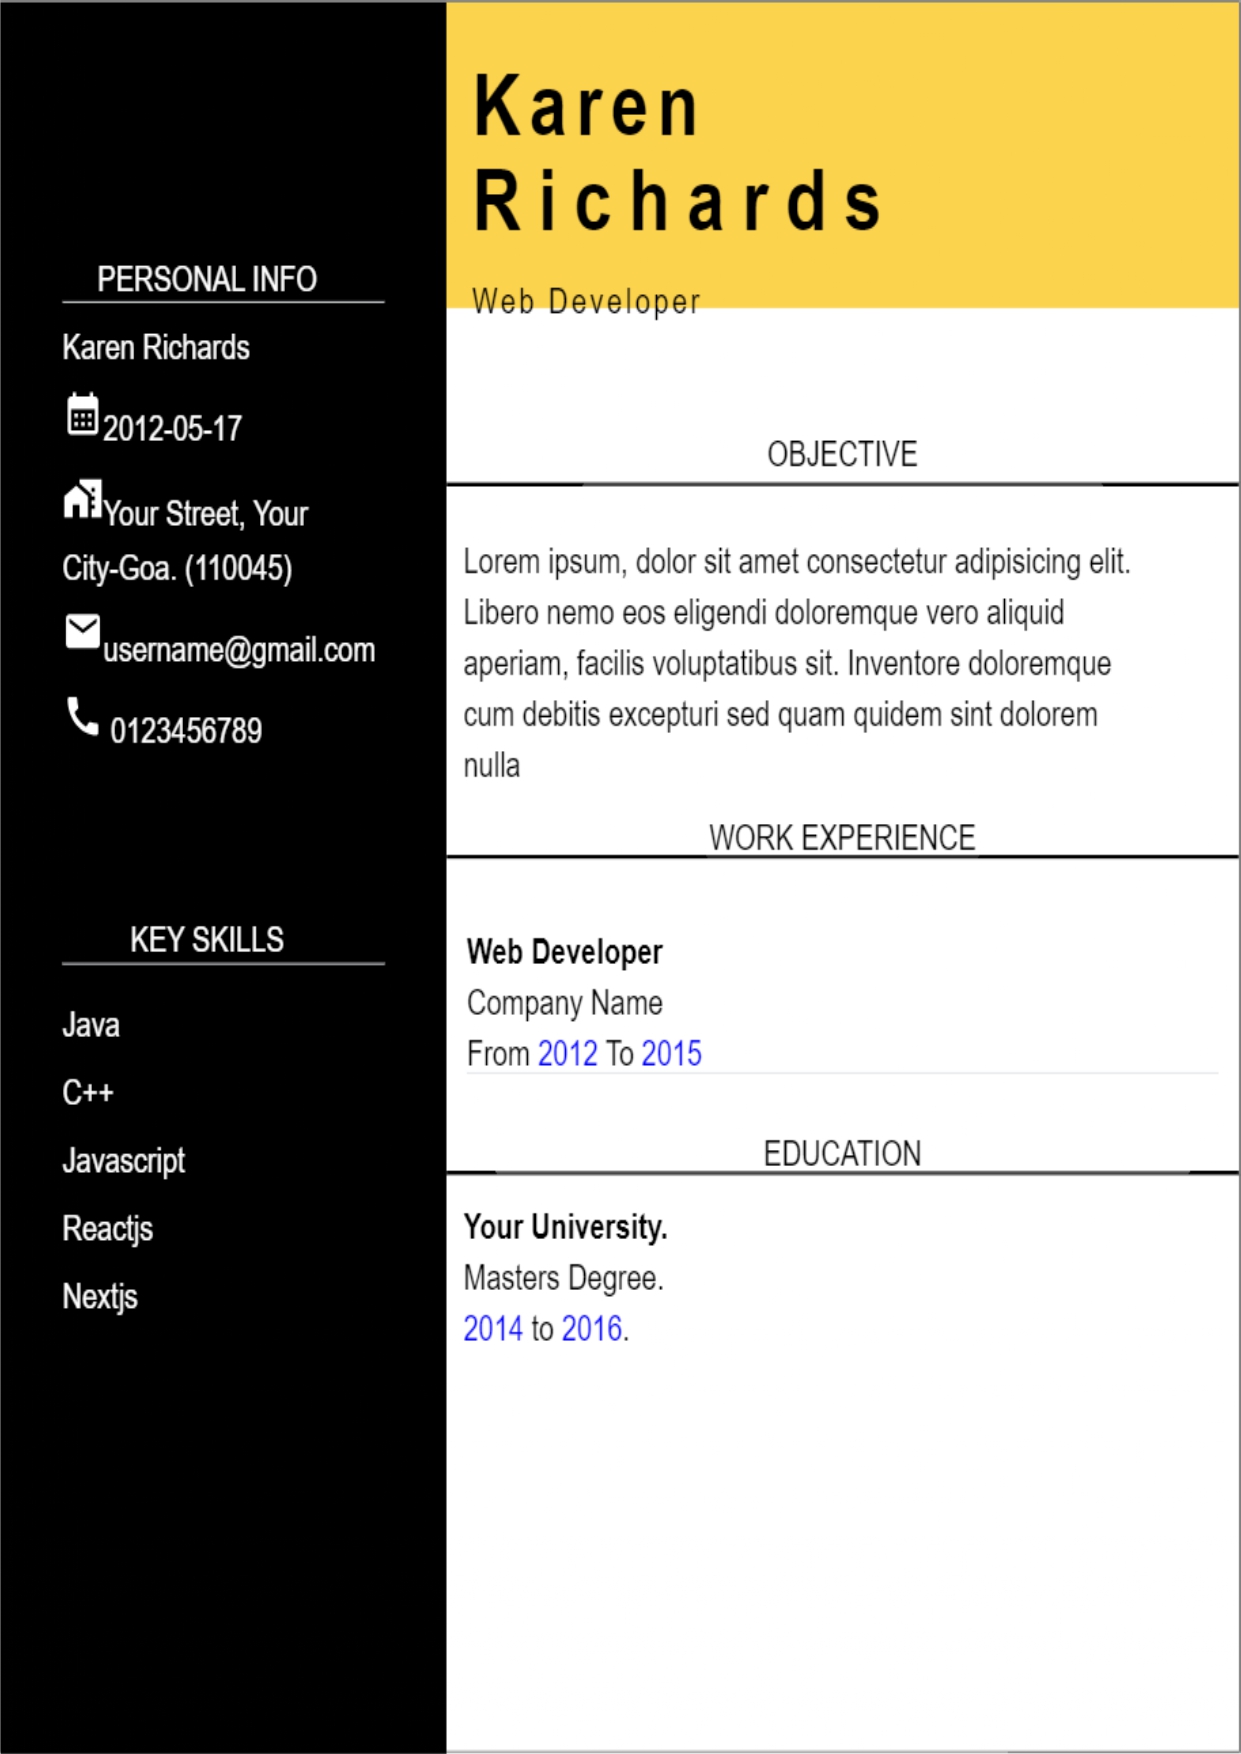 Karen
Richards
Web Developer
PERSONAL INFO
Karen Richards
2012-05-17
Your Street, Your
City-Goa. (110045)
username@gmail.com
0123456789
KEY SKILLS
Java
C++
Javascript
Reactjs
Nextjs
OBJECTIVE
Lorem ipsum, dolor sit amet consectetur adipisicing elit.
Libero nemo eos eligendi doloremque vero aliquid
aperiam, facilis voluptatibus sit. Inventore doloremque
cum debitis excepturi sed quam quidem sint dolorem
nulla
WORK EXPERIENCE
Web Developer
Company Name
From 2012 To 2015
EDUCATION
Your University.
Masters Degree.
2014 to 2016.